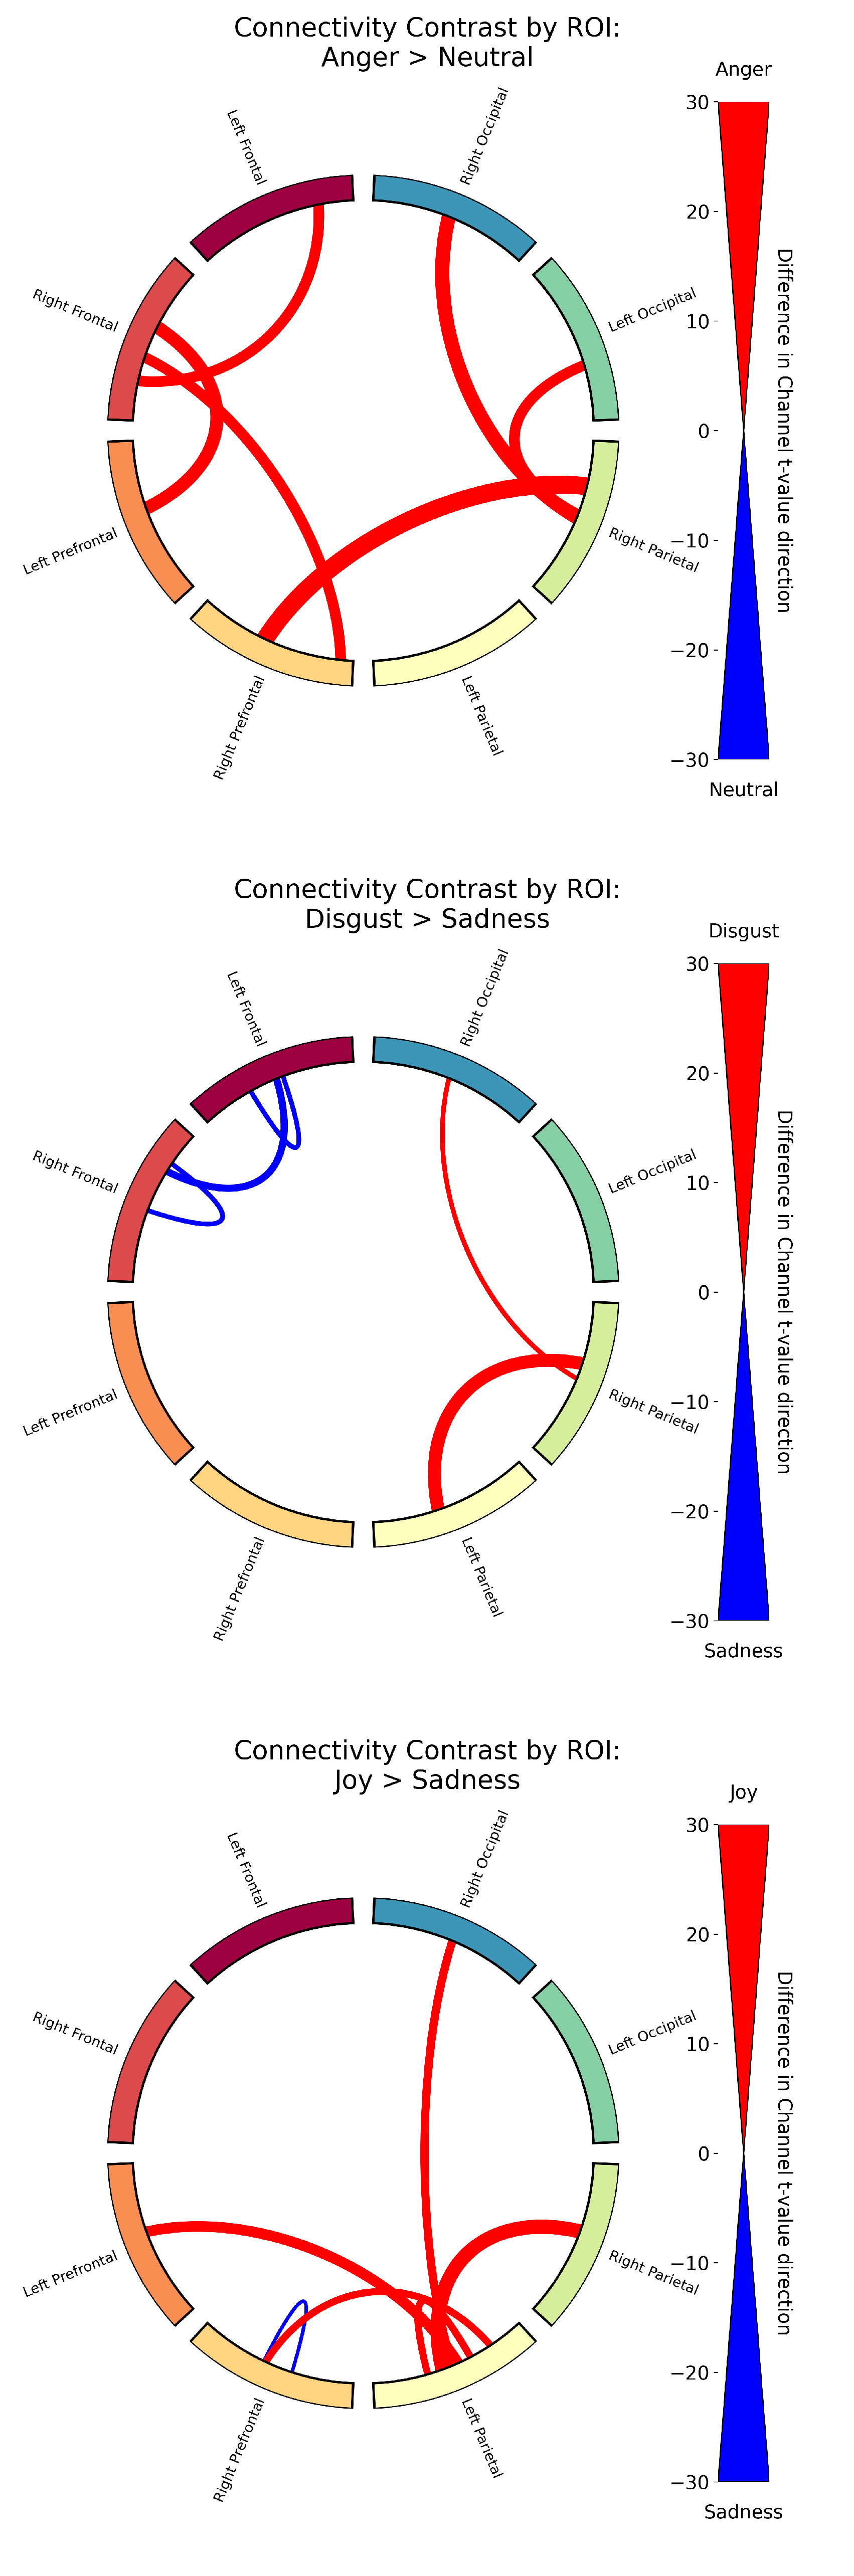 Connectivity Contrast by ROI:
Anger > Neutral
Anger
Left Frontal
Right Occipital
Right Frontal
Left Occipital
Left Prefrontal
Right Parietal
Right Prefrontal
Left Parietal
30
20
10
0
−10
−20
−30
Difference in Channel t-value direction
Neutral
Connectivity Contrast by ROI:
Disgust > Sadness
Disgust
Left Frontal
Right Occipital
Right Frontal
Left Occipital
Left Prefrontal
Right Parietal
Right Prefrontal
Left Parietal
30
20
10
0
−10
−20
−30
Difference in Channel t-value direction
Sadness
Connectivity Contrast by ROI:
Joy > Sadness
Joy
Left Frontal
Right Occipital
Right Frontal
Left Occipital
Left Prefrontal
Right Parietal
Right Prefrontal
Left Parietal
30
20
10
0
−10
−20
−30
Difference in Channel t-value direction
Sadness